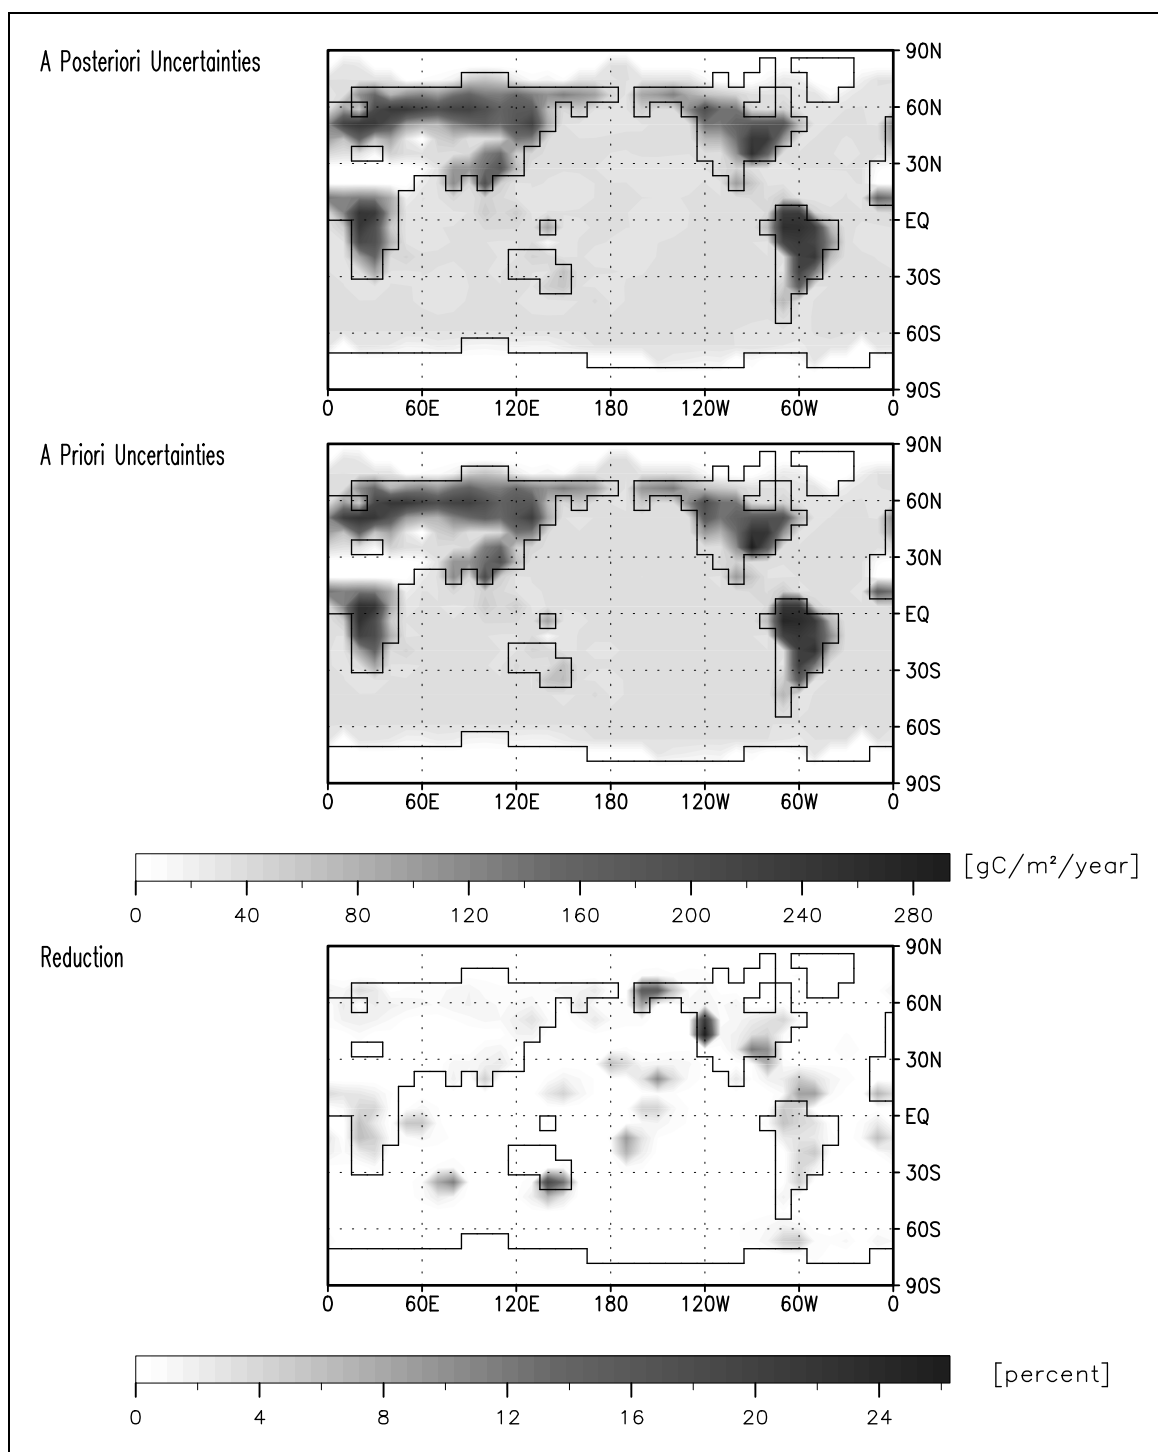 A Posteriori Uncertainties
90N
60N
30N
EQ
30S
60S
90S
0 60E 120E 180 120W 60W 0
A Priori Uncertainties
90N
60N
30N
EQ
30S
60S
90S
0 60E 120E 180 120W 60W 0
[gC/m²/year]
0 40 80 120 160 200 240 280
Reduction
90N
60N
30N
EQ
30S
60S
90S
0 60E 120E 180 120W 60W 0
[percent]
0 4 8 12 16 20 24